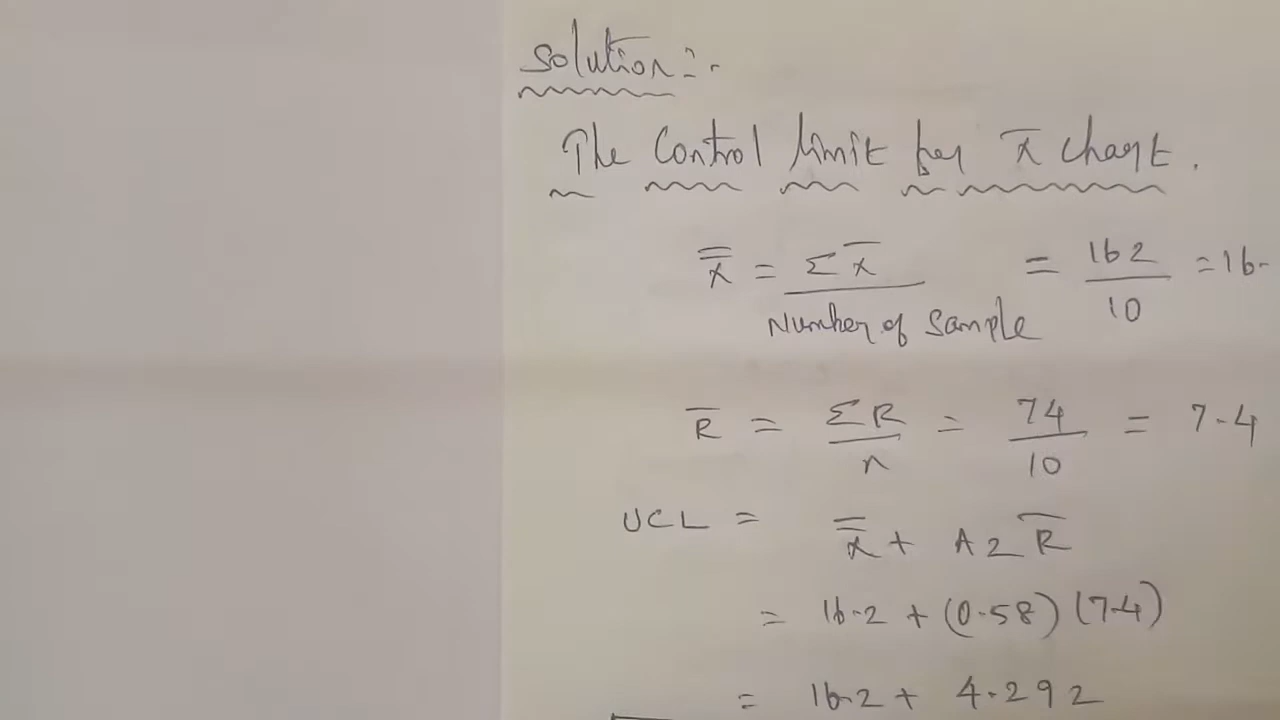 Solution:-
The Control limit for x̄ chart.
x̿ = Σx̄ / Number of Sample = 162 / 10 = 16.
R̄ = ΣR / n = 74 / 10 = 7.4
UCL = x̿ + A2 R̄
= 16.2 + (0.58) (7.4)
= 16.2 + 4.292